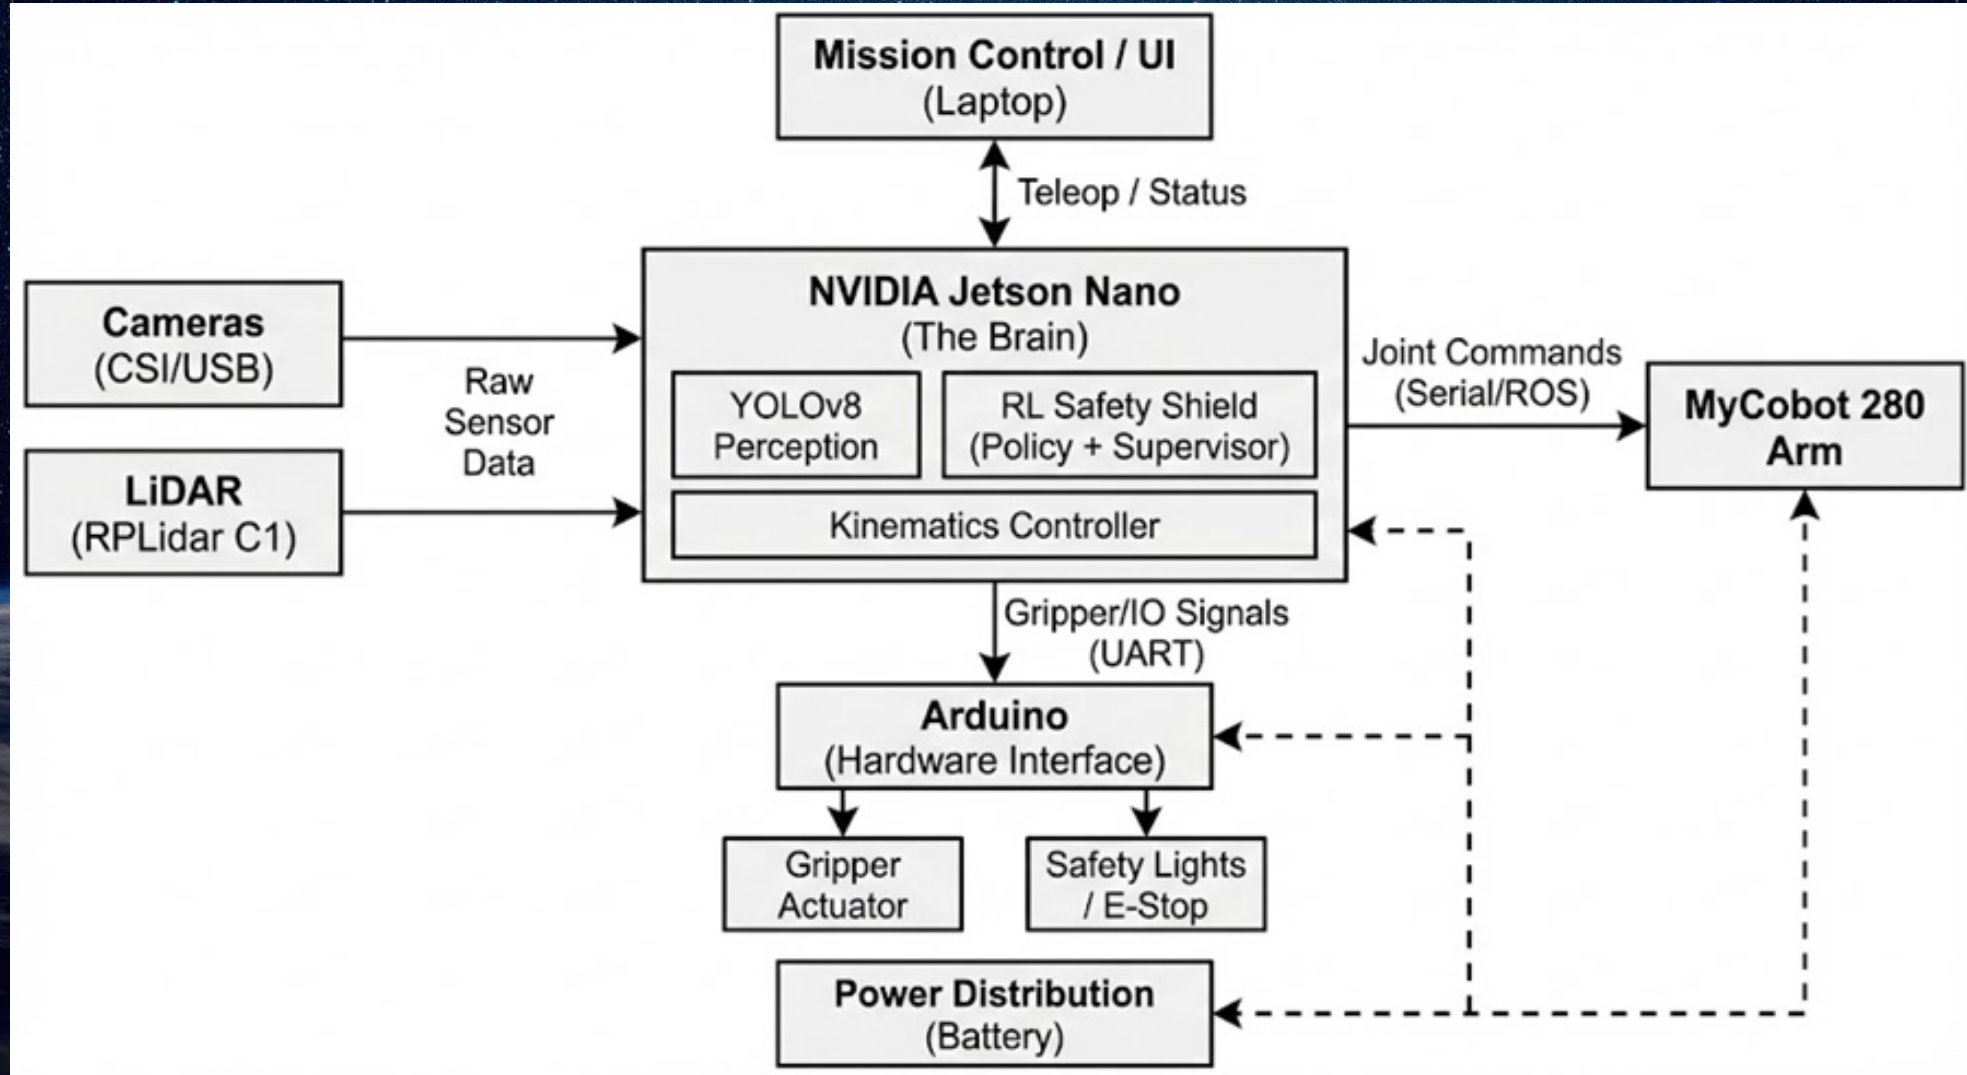 Mission Control / UI
(Laptop)
Teleop / Status
Cameras
(CSI/USB)
Raw
Sensor
Data
LiDAR
(RPLidar C1)
NVIDIA Jetson Nano
(The Brain)
YOLOv8
Perception
RL Safety Shield
(Policy + Supervisor)
Kinematics Controller
Joint Commands
(Serial/ROS)
MyCobot 280
Arm
Gripper/IO Signals
(UART)
Arduino
(Hardware Interface)
Gripper
Actuator
Safety Lights
/ E-Stop
Power Distribution
(Battery)